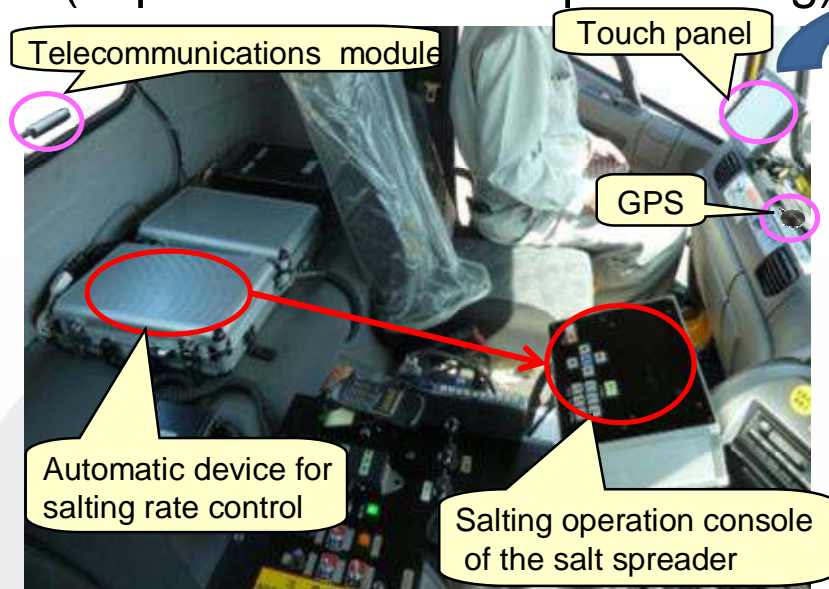 Telecommunications module
Touch panel
GPS
Automatic device for
salting rate control
Salting operation console
of the salt spreader